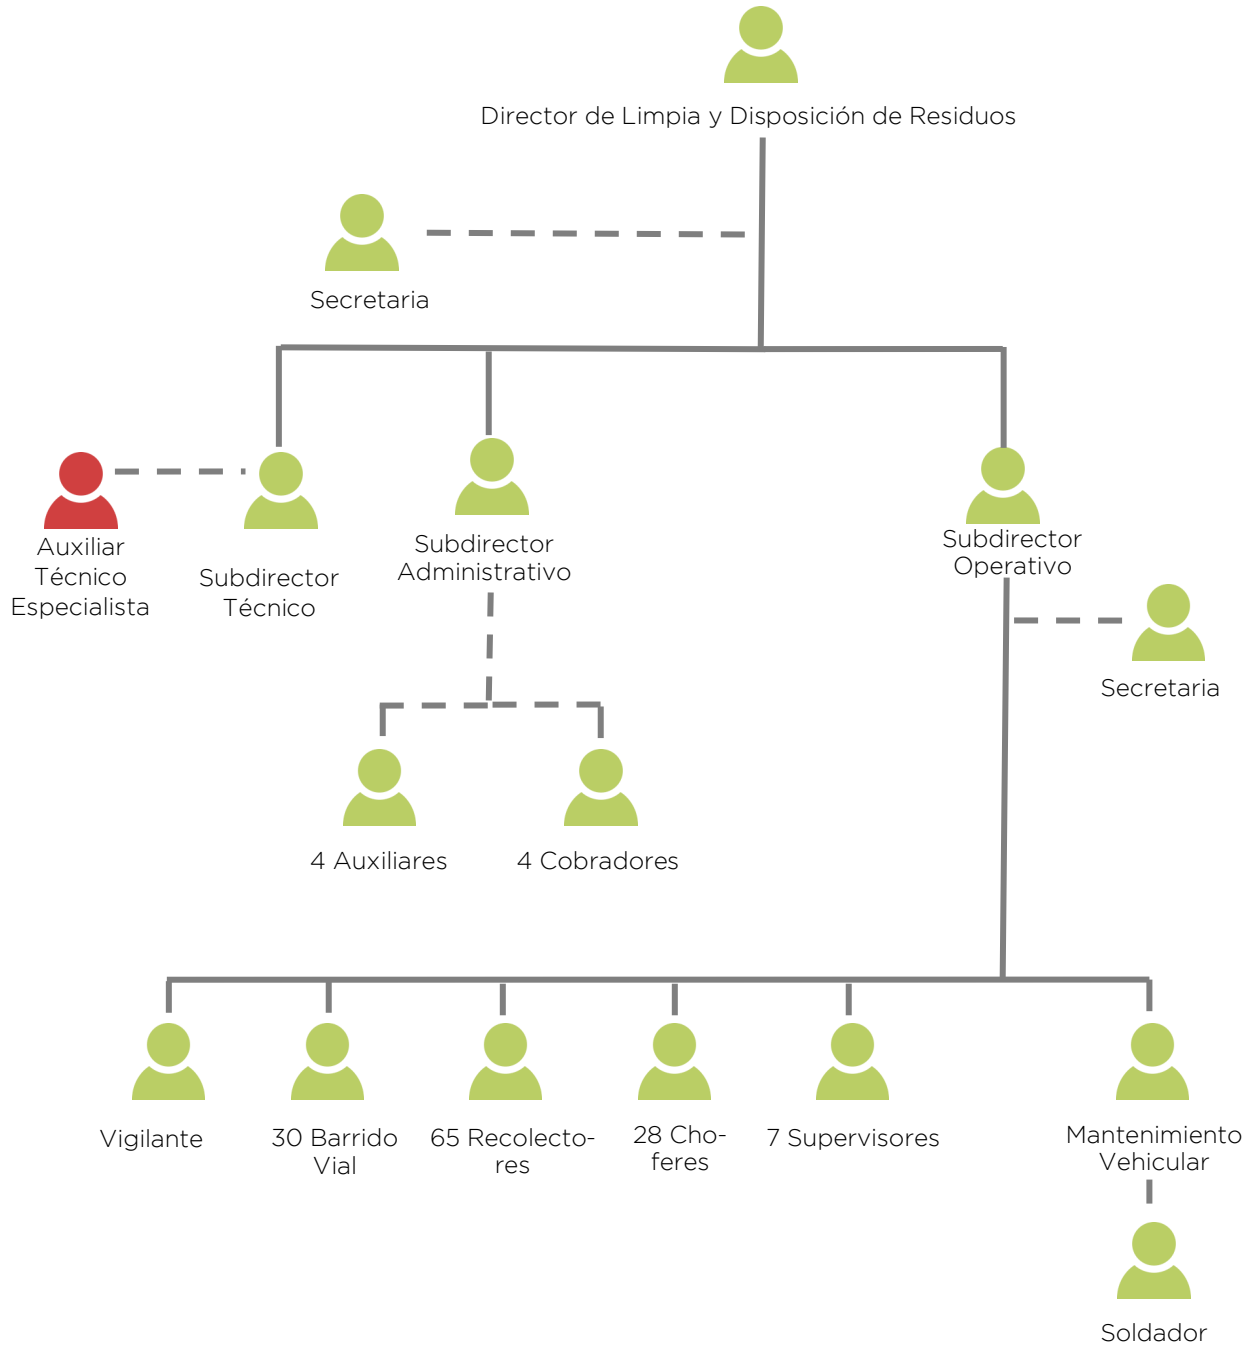 Director de Limpia y Disposición de Residuos
Secretaria
Auxiliar
Técnico
Especialista
Subdirector
Técnico
Subdirector
Administrativo
Subdirector
Operativo
Secretaria
4 Auxiliares
4 Cobradores
Vigilante
30 Barrido
Vial
65 Recolecto-
res
28 Cho-
feres
7 Supervisores
Mantenimiento
Vehicular
Soldador